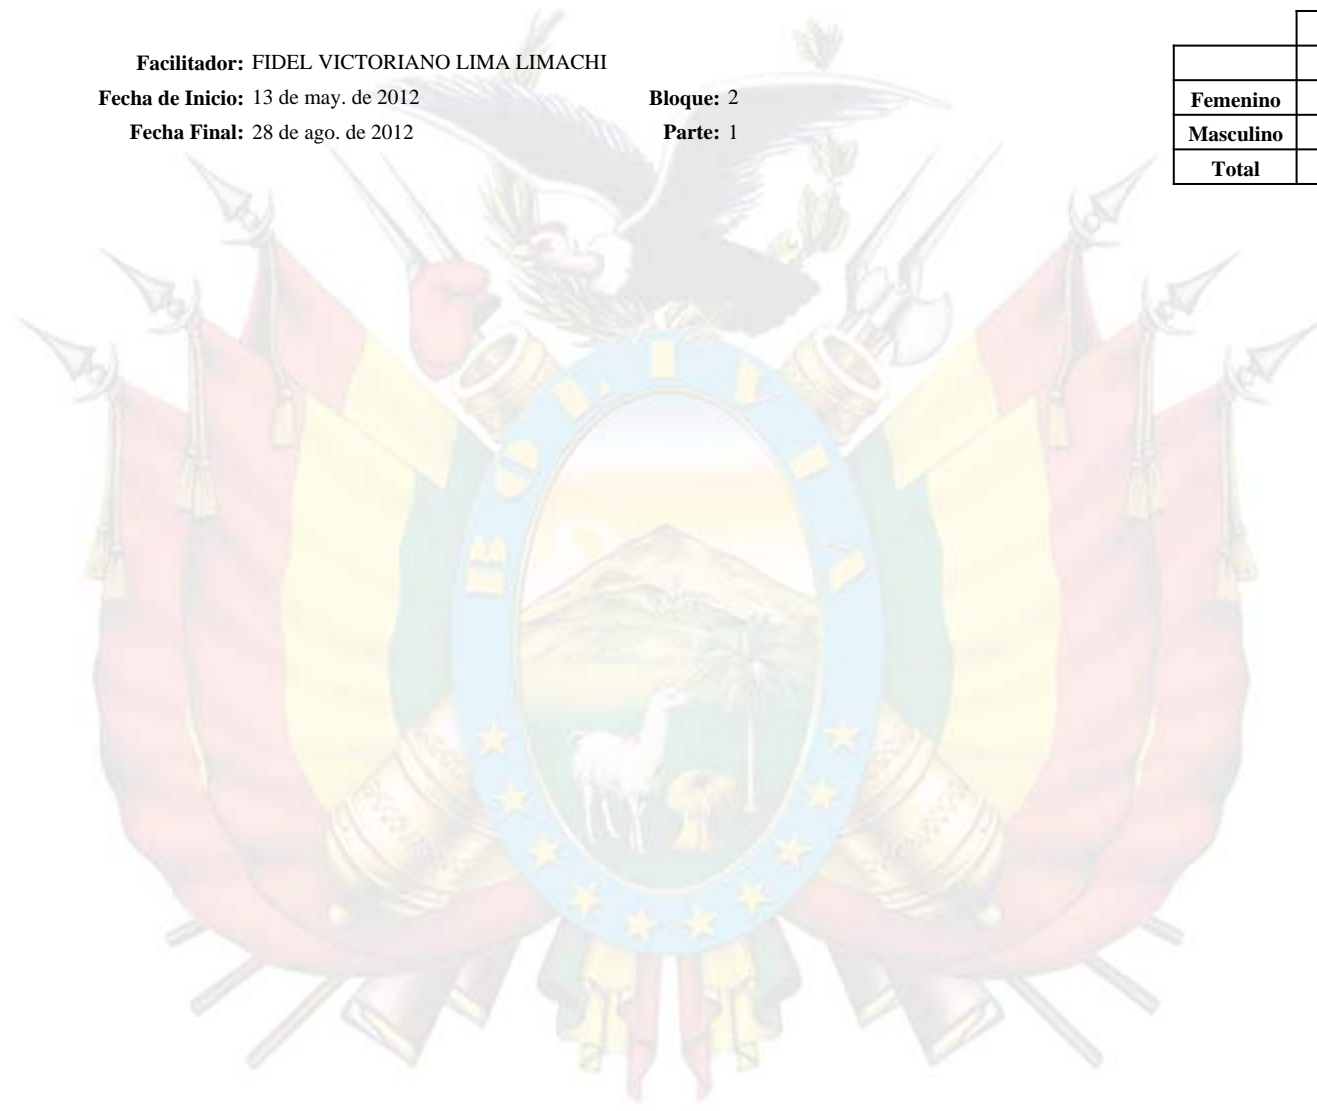 Facilitador: FIDEL VICTORIANO LIMA LIMACHI
Fecha de Inicio: 13 de may. de 2012 Bloque: 2
Fecha Final: 28 de ago. de 2012 Parte: 1
Femenino
Masculino
Total
BOLIVIA